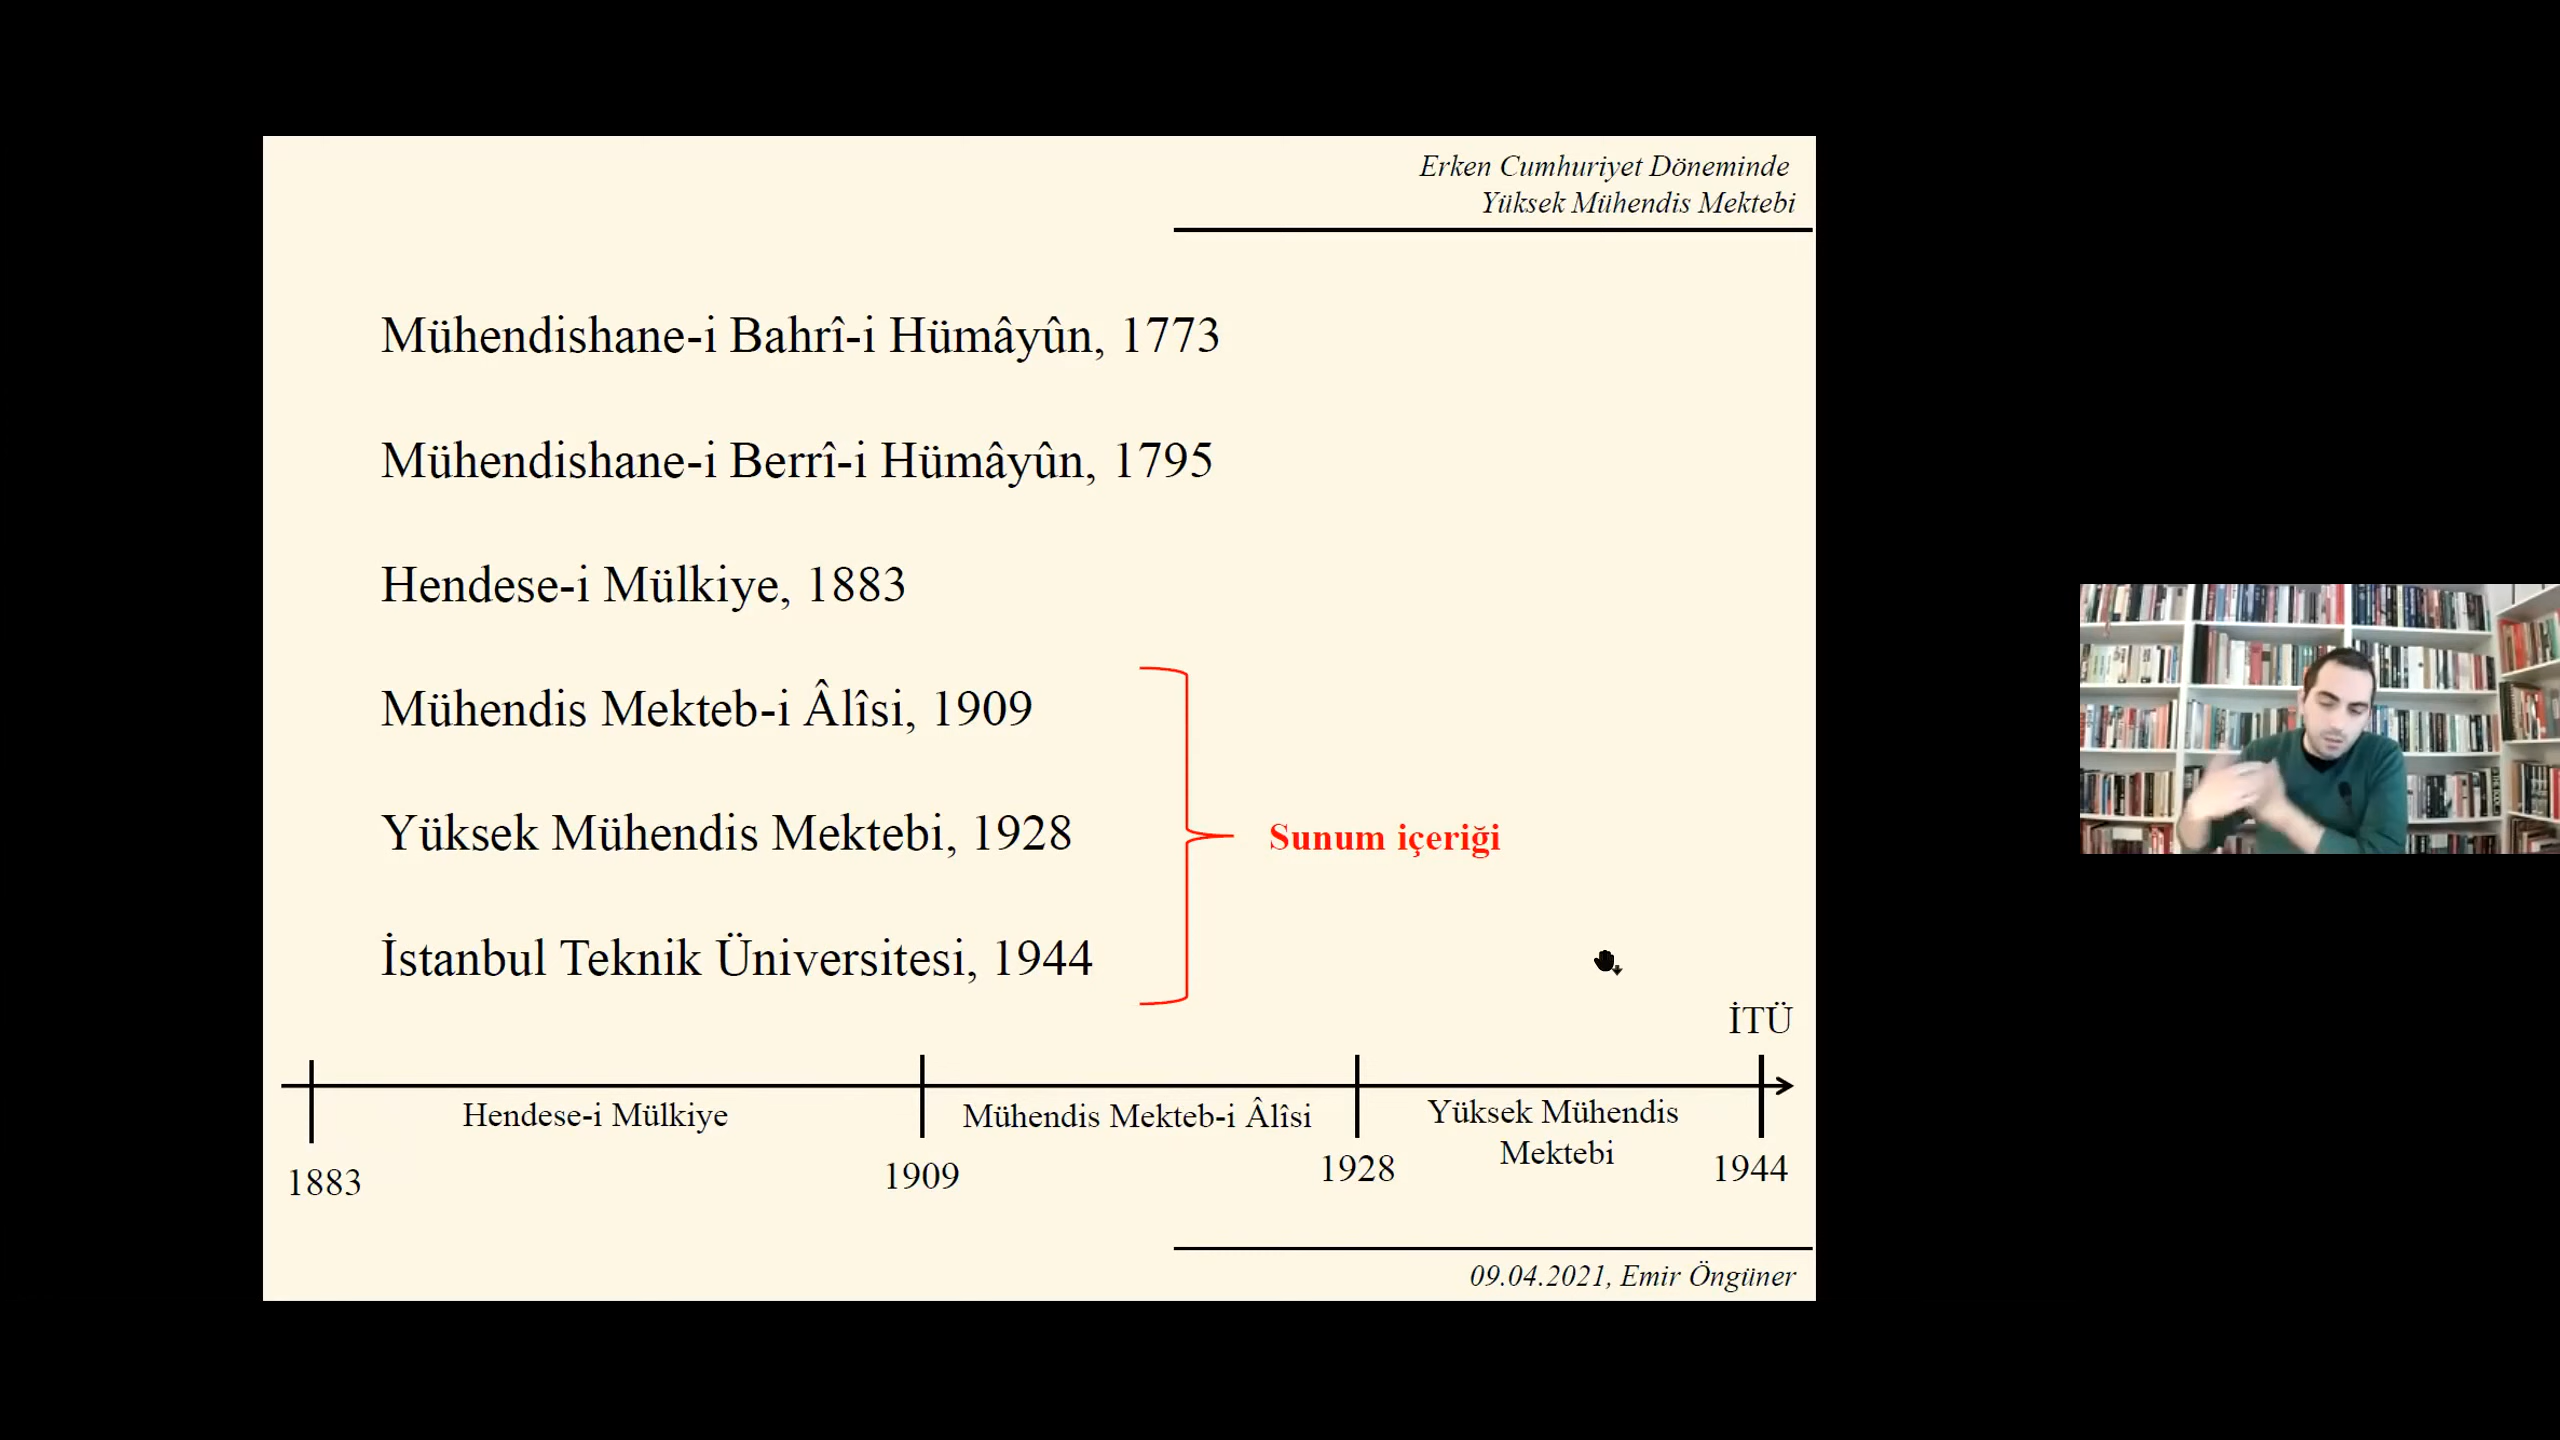 Erken Cumhuriyet Döneminde
Yüksek Mühendis Mektebi
Mühendishane-i Bahrî-i Hümâyûn, 1773
Mühendishane-i Berrî-i Hümâyûn, 1795
Hendese-i Mülkiye, 1883
Mühendis Mekteb-i Âlîsi, 1909
Yüksek Mühendis Mektebi, 1928
Sunum içeriği
İstanbul Teknik Üniversitesi, 1944
İTÜ
Hendese-i Mülkiye
Mühendis Mekteb-i Âlîsi
Yüksek Mühendis
Mektebi
1883
1909
1928
1944
09.04.2021, Emir Öngüner